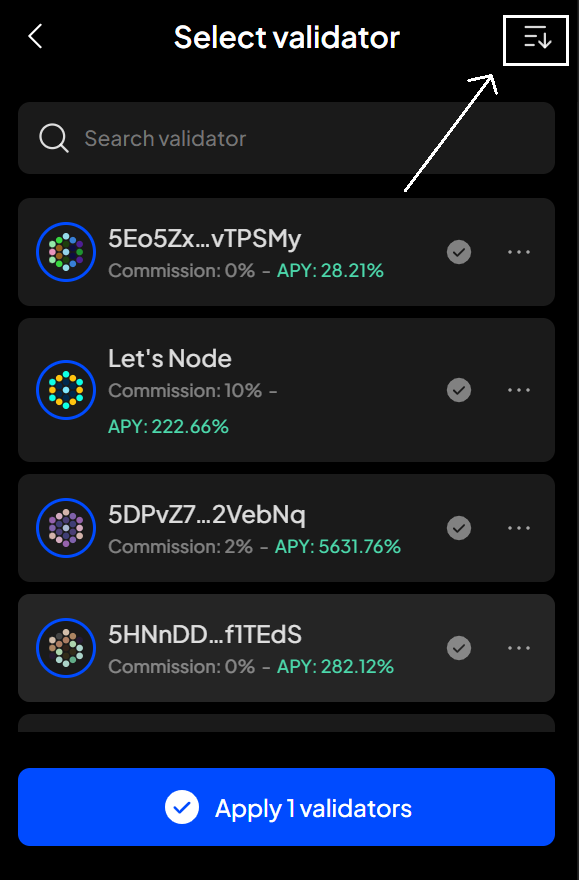 Select validator
Search validator
5Eo5Zx...vTPSMy
Commission: 0% - APY: 28.21%
Let's Node
Commission: 10% -
APY: 222.66%
5DPvZ7...2VebNq
Commission: 2% - APY: 5631.76%
5HNnDD...f1TEdS
Commission: 0% - APY: 282.12%
Apply 1 validators